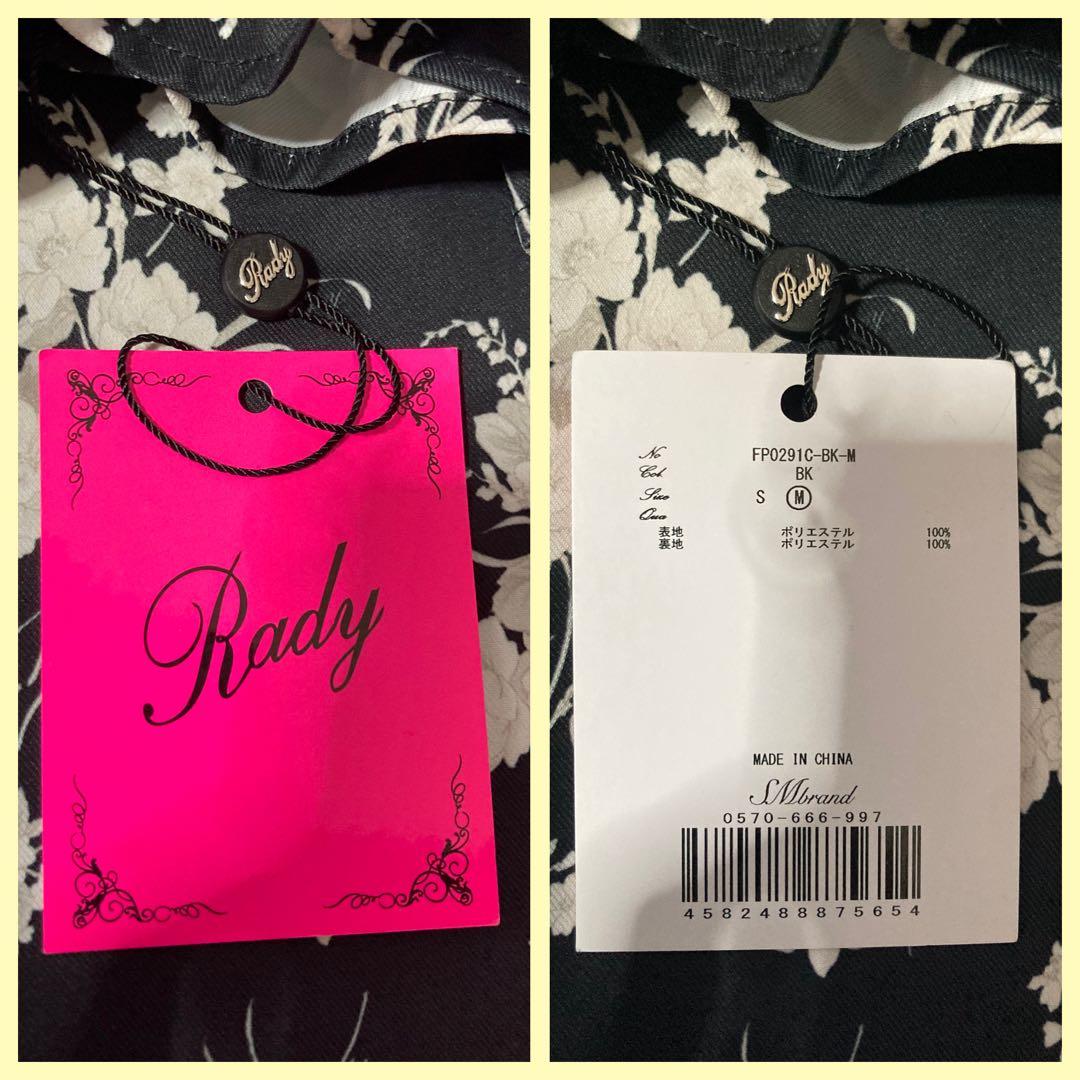 Rady
Rady
Rady
No FP0291C-BK-M
Col. BK
Size S M
Qua
表地 ポリエステル 100%
裏地 ポリエステル 100%
MADE IN CHINA
SMbrand
0570-666-997
4582488875654